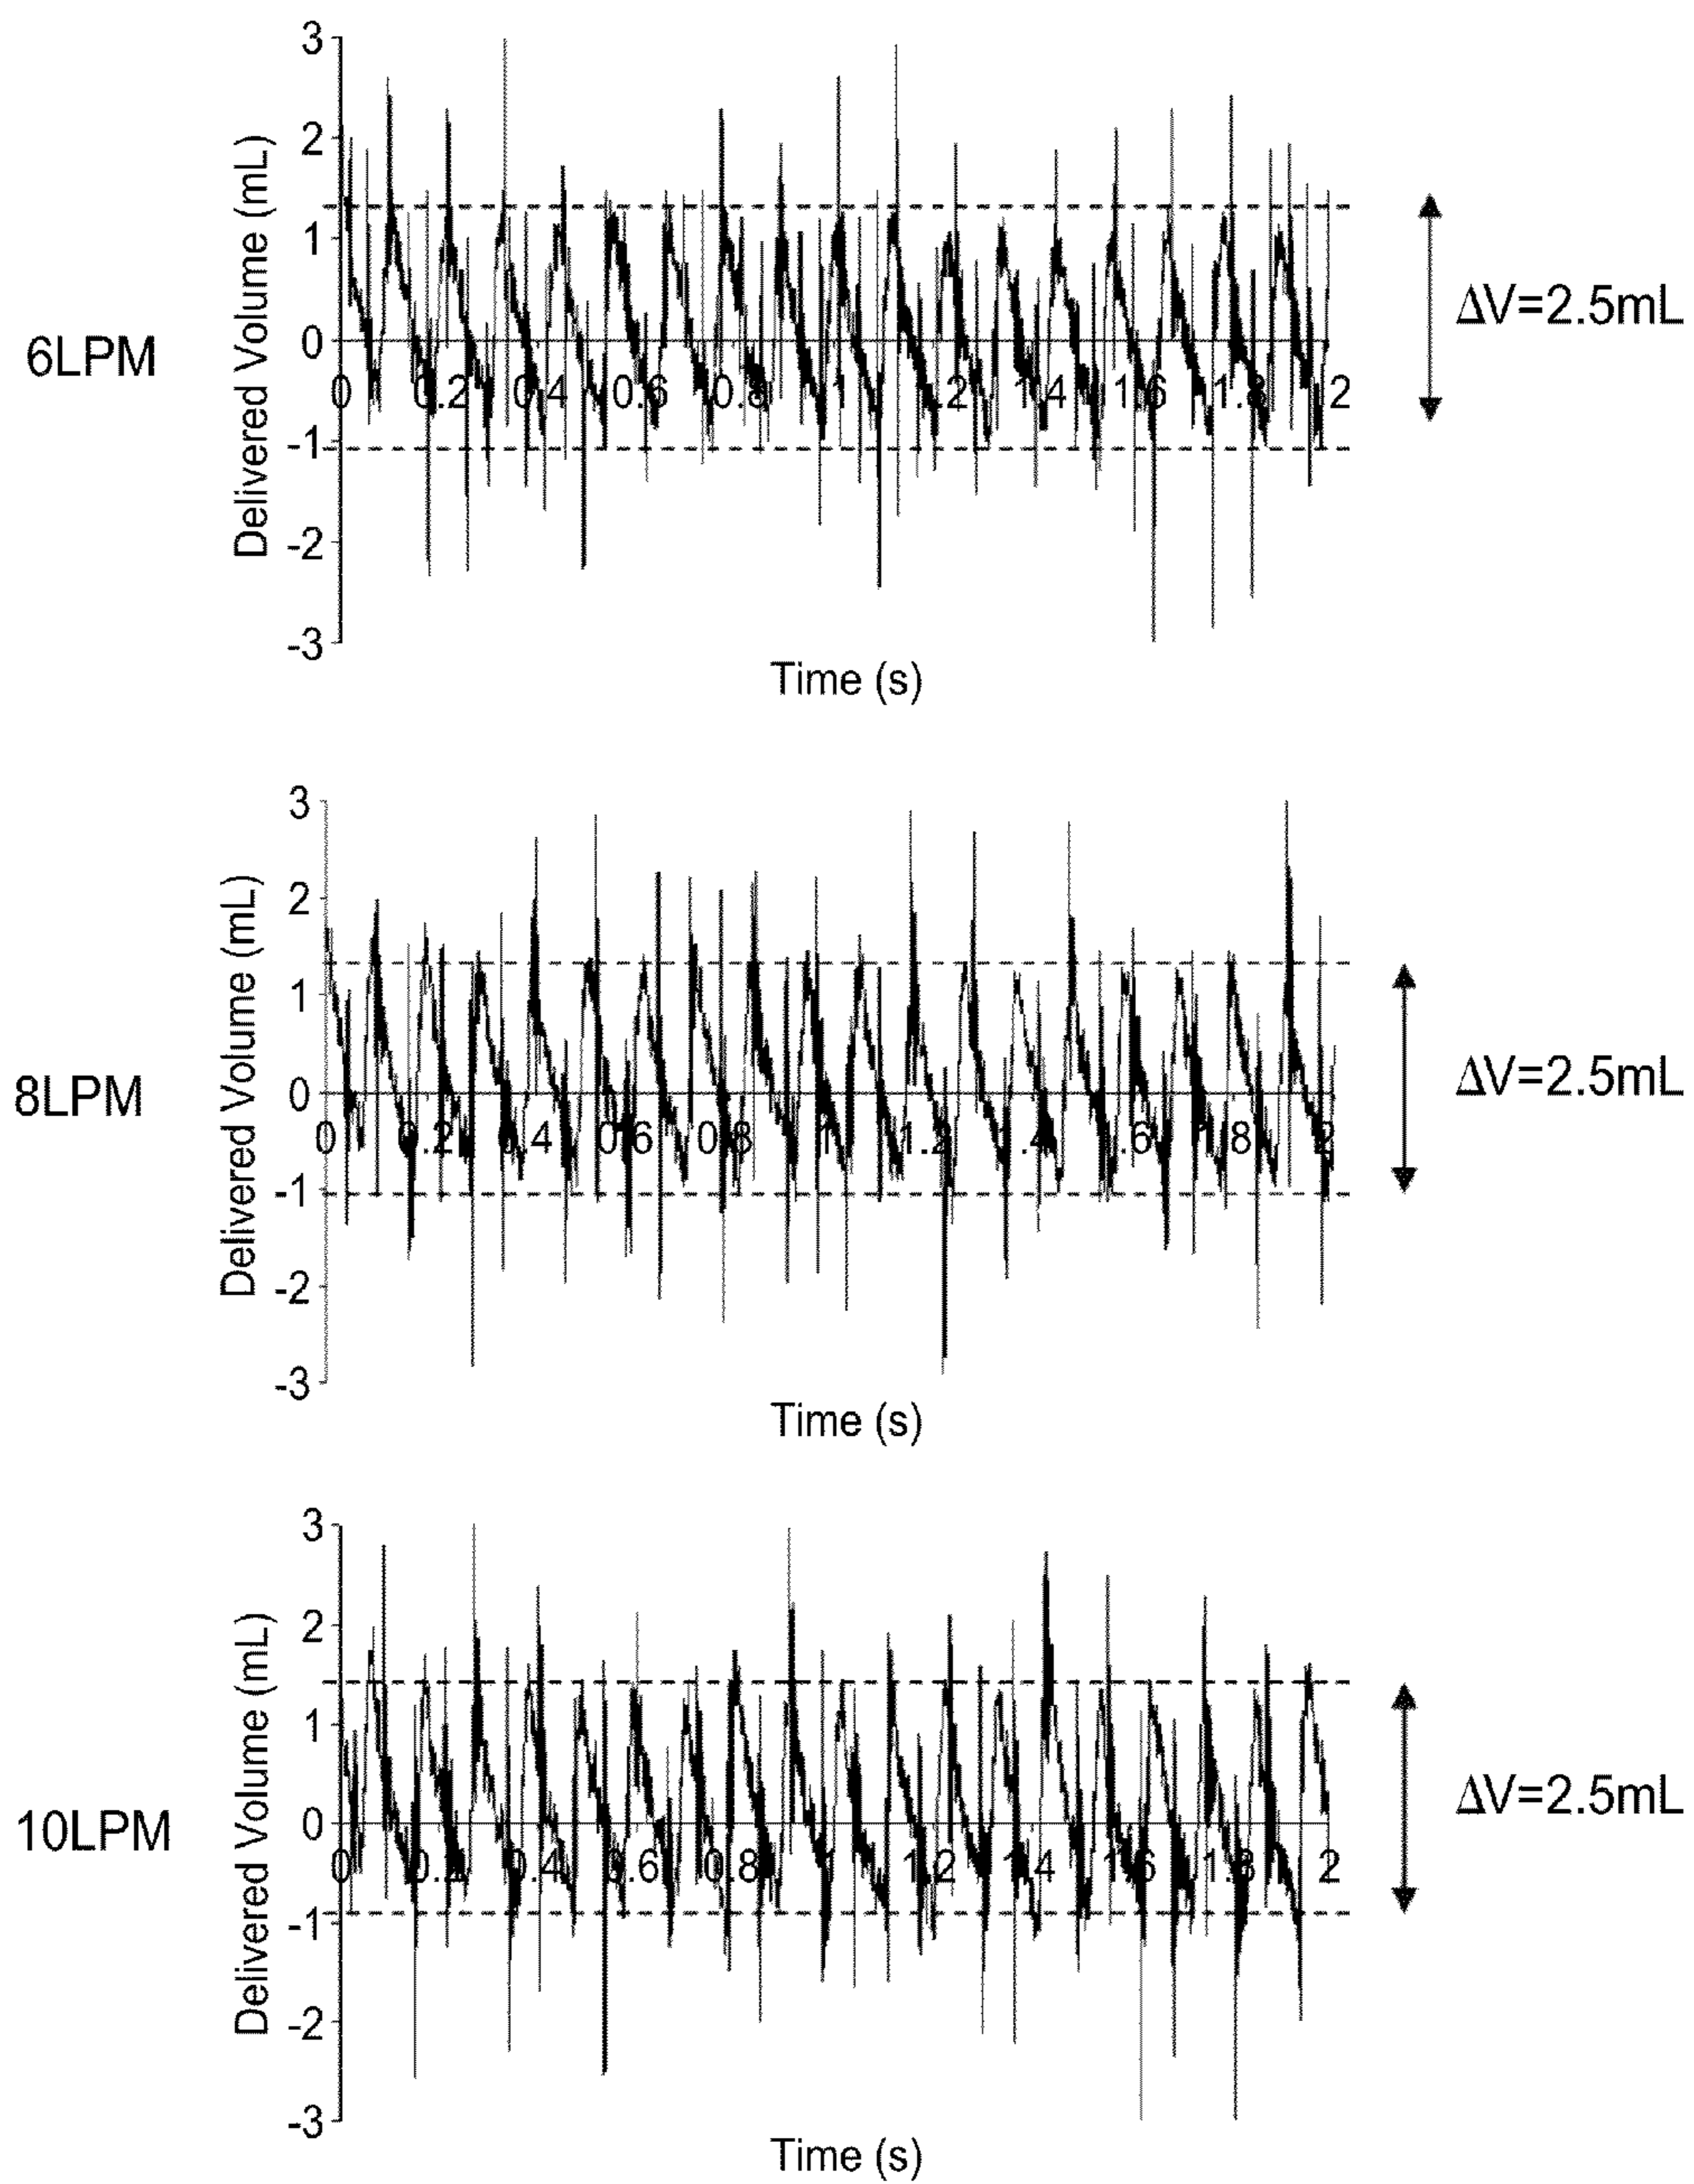 3
2
1
0
-1
-2
-3
Delivered Volume (mL)
6LPM
0 0.2 0.4 0.6 0.8 1 .2 1.4 1.6 1.8 2
Time (s)
ΔV=2.5mL
3
2
1
0
-1
-2
-3
Delivered Volume (mL)
8LPM
0 0.2 0.4 0.6 0.8 1 1.2 1.4 .6 .8 2
Time (s)
ΔV=2.5mL
3
2
1
0
-1
-2
-3
Delivered Volume (mL)
10LPM
0 0.2 0.4 0.6 0.8 1 1.2 1.4 1.6 1.8 2
Time (s)
ΔV=2.5mL